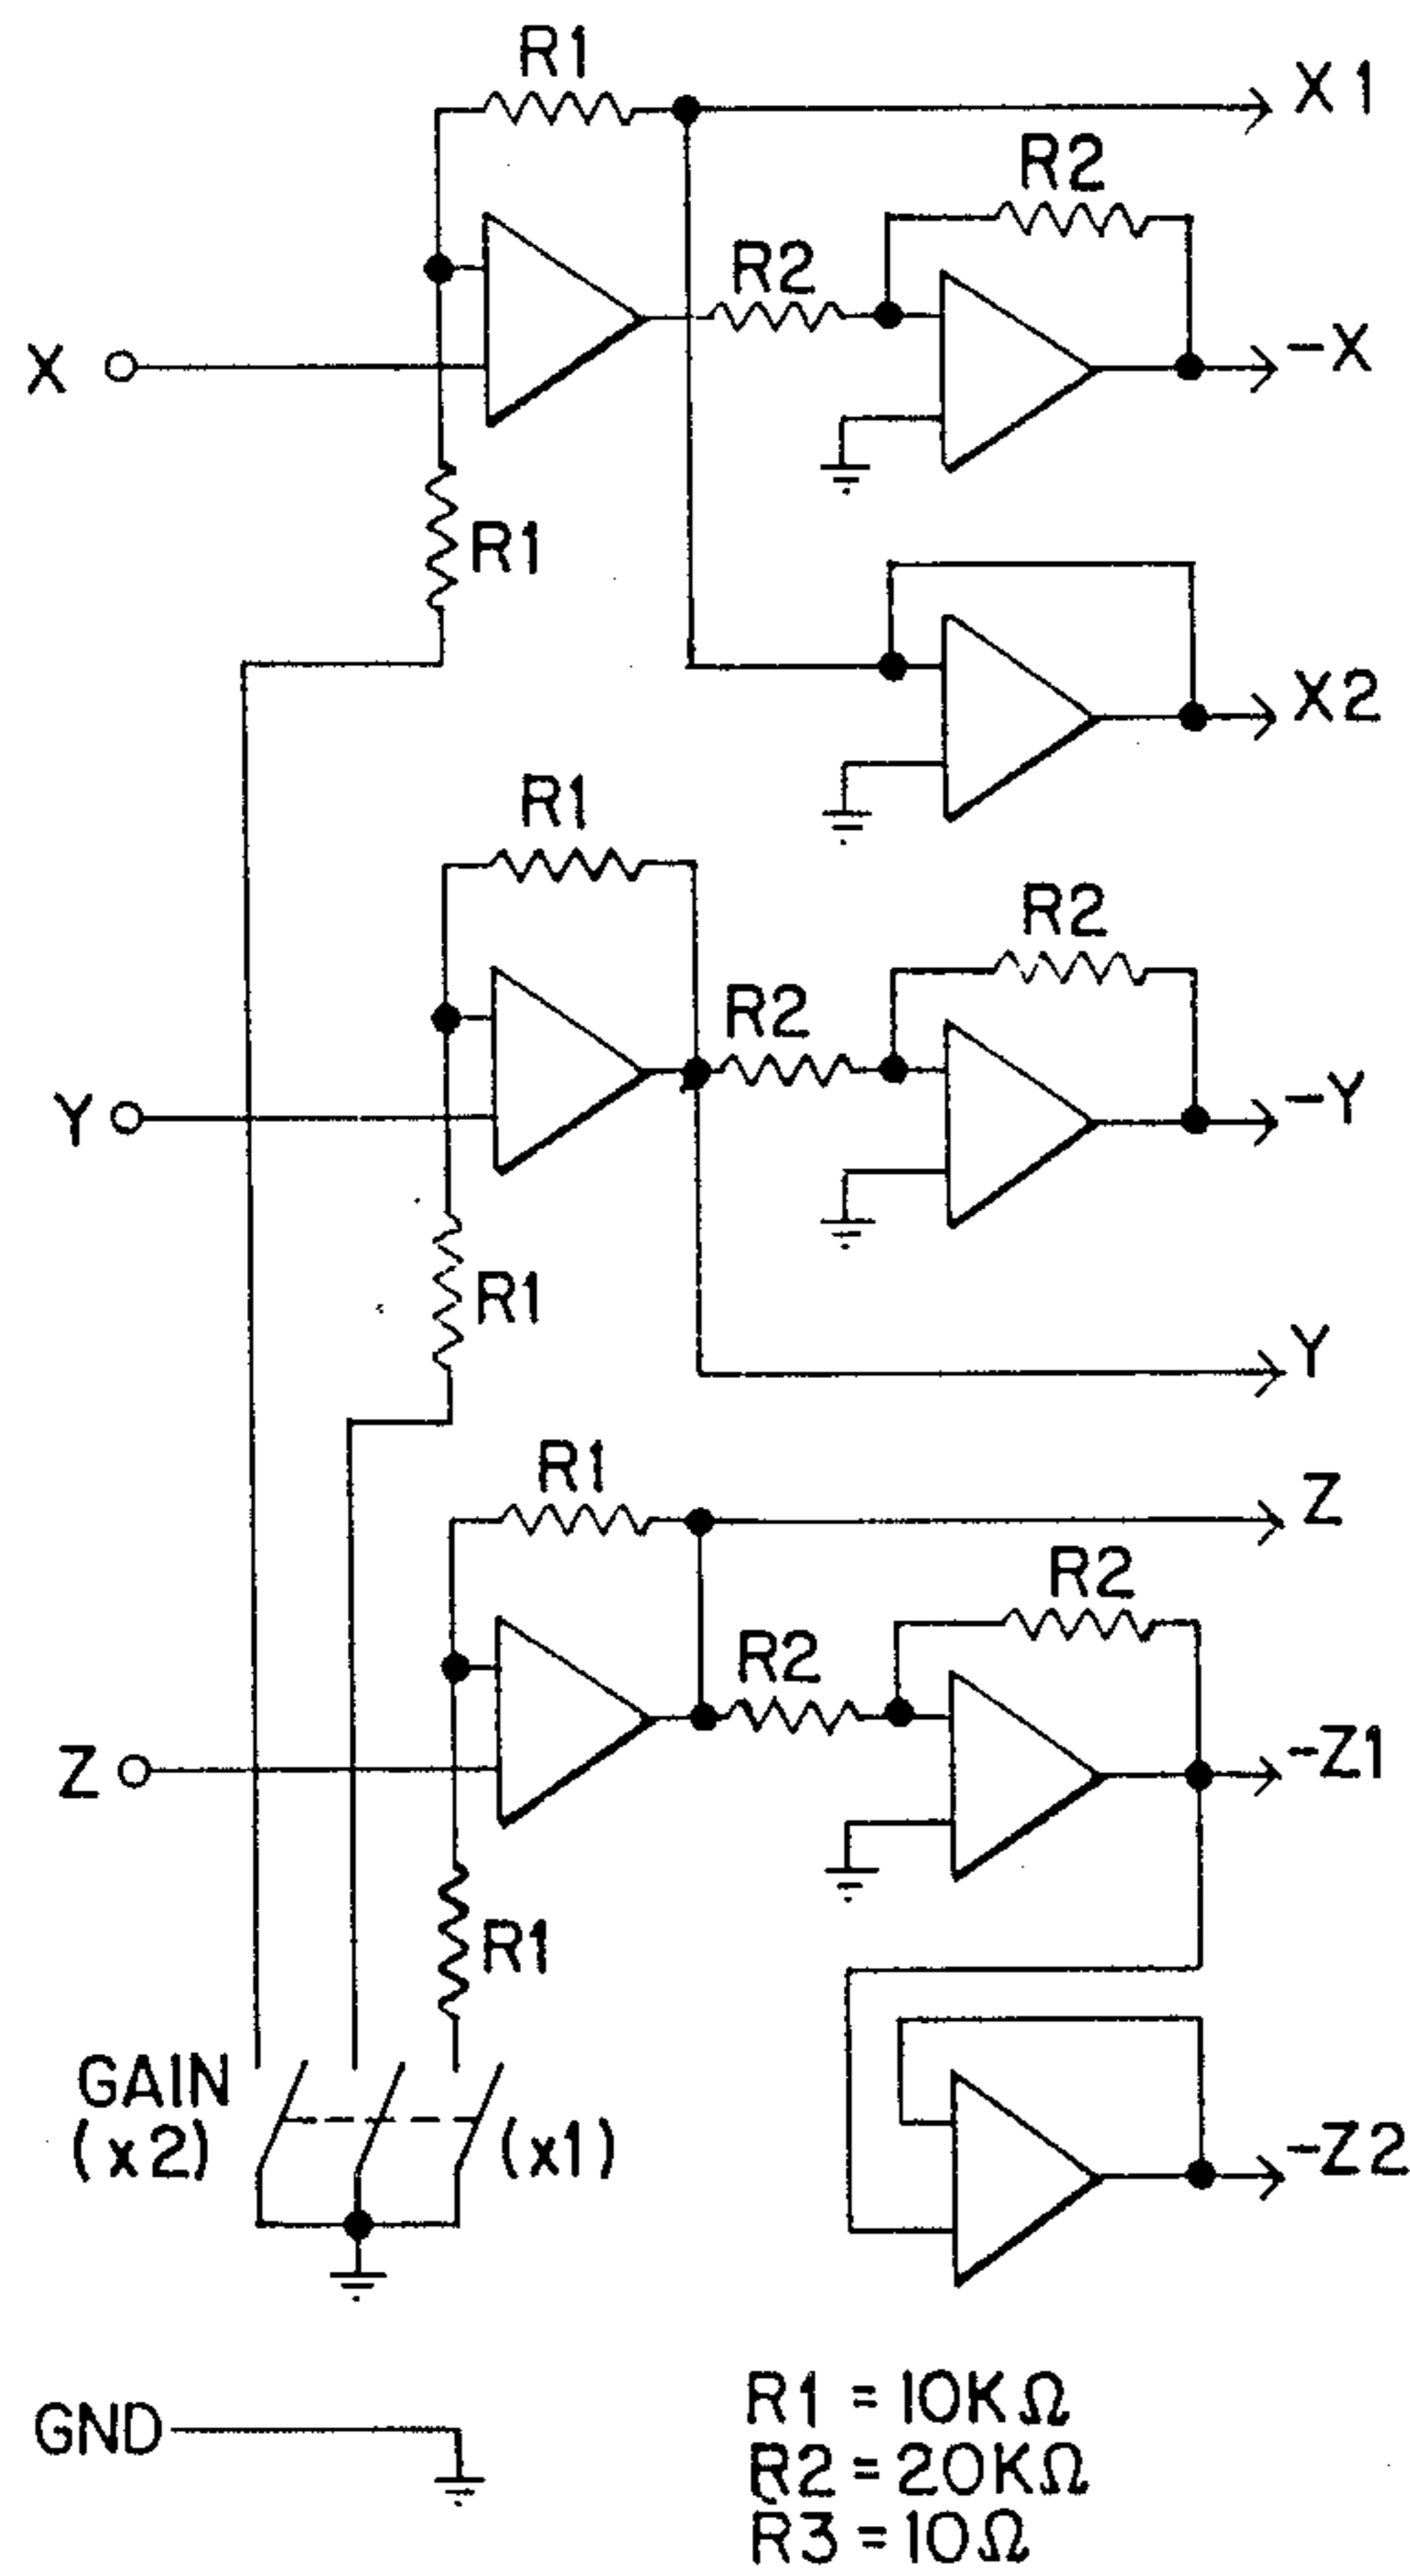 R1
X1
R2
R2
X
-X
R1
X2
R1
R2
R2
Y
-Y
R1
Y
R1
Z
R2
R2
Z
-Z1
R1
GAIN
(x2)
(x1)
-Z2
GND
R1 = 10KΩ
R2 = 20KΩ
R3 = 10Ω